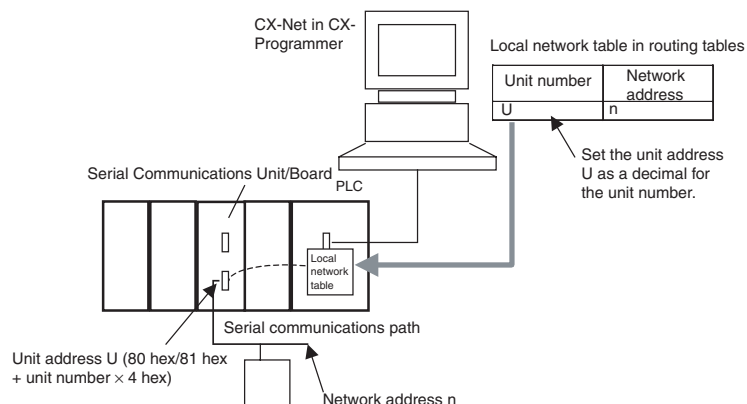 CX-Net in CX-
Programmer
Local network table in routing tables
Unit number
Network
address
U
n
Set the unit address
U as a decimal for
the unit number.
Serial Communications Unit/Board
PLC
Local
network
table
Serial communications path
Unit address U (80 hex/81 hex
+ unit number × 4 hex)
Network address n